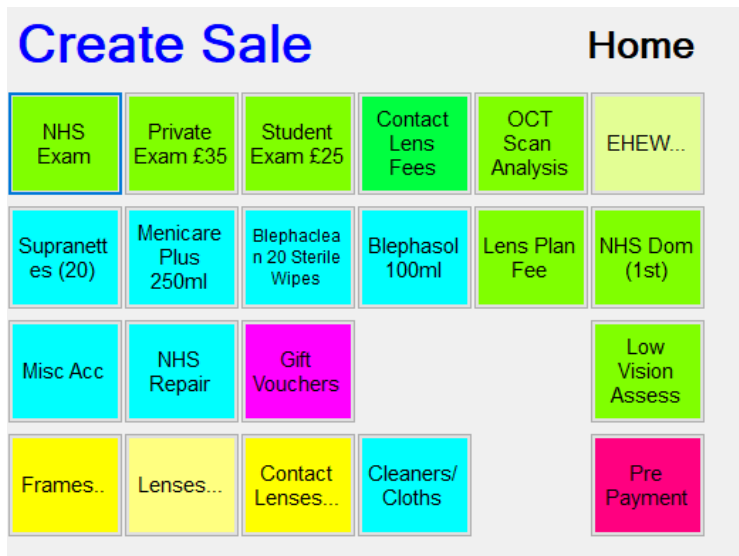 Create Sale
Home
NHS
Exam
Private
Exam £35
Student
Exam £25
Contact
Lens
Fees
OCT
Scan
Analysis
EHEW...
Supranett
es (20)
Menicare
Plus
250ml
Blephaclea
n 20 Sterile
Wipes
Blephasol
100ml
Lens Plan
Fee
NHS Dom
(1st)
Misc Acc
NHS
Repair
Gift
Vouchers
Low
Vision
Assess
Frames..
Lenses...
Contact
Lenses...
Cleaners/
Cloths
Pre
Payment